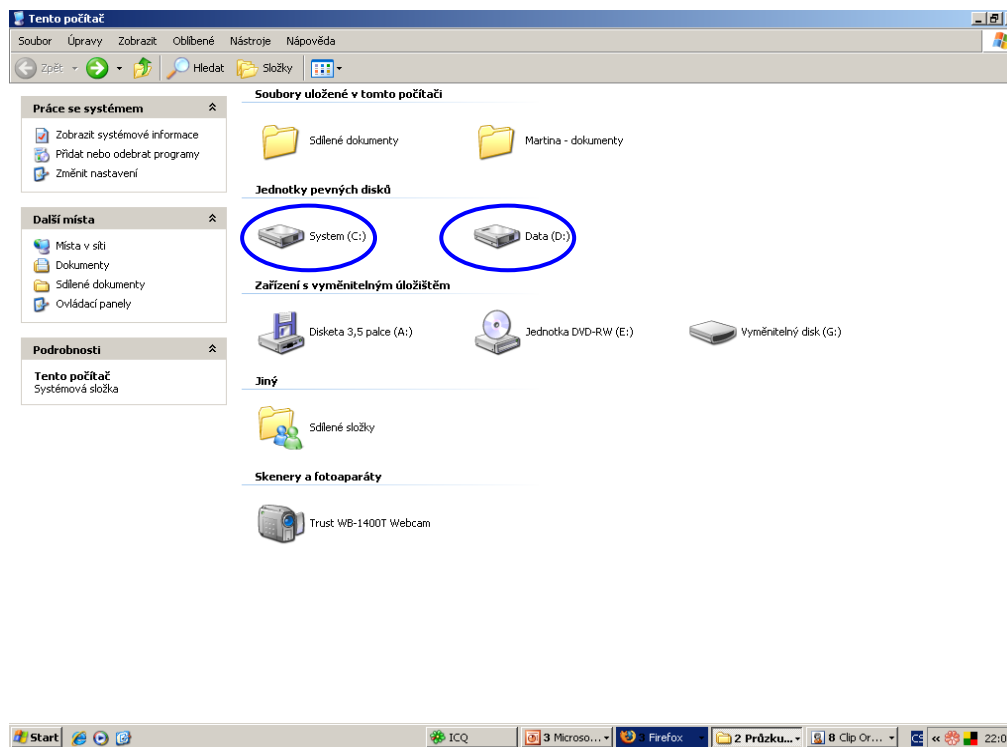 Tento počítač
Soubor Úpravy Zobrazit Oblíbené Nástroje Nápověda
Zpět Hledat Složky
Práce se systémem
Zobrazit systémové informace
Přidat nebo odebrat programy
Změnit nastavení
Další místa
Místa v síti
Dokumenty
Sdílené dokumenty
Ovládací panely
Podrobnosti
Tento počítač
Systémová složka
Soubory uložené v tomto počítači
Sdílené dokumenty Martina - dokumenty
Jednotky pevných disků
System (C:) Data (D:)
Zařízení s vyměnitelným úložištěm
Disketa 3,5 palce (A:) Jednotka DVD-RW (E:) Vyměnitelný disk (G:)
Jiný
Sdílené složky
Skenery a fotoaparáty
Trust WB-1400T Webcam
Start ICQ 3 Microso... Firefox 2 Průzku... 8 Clip Or... CS « 22:0